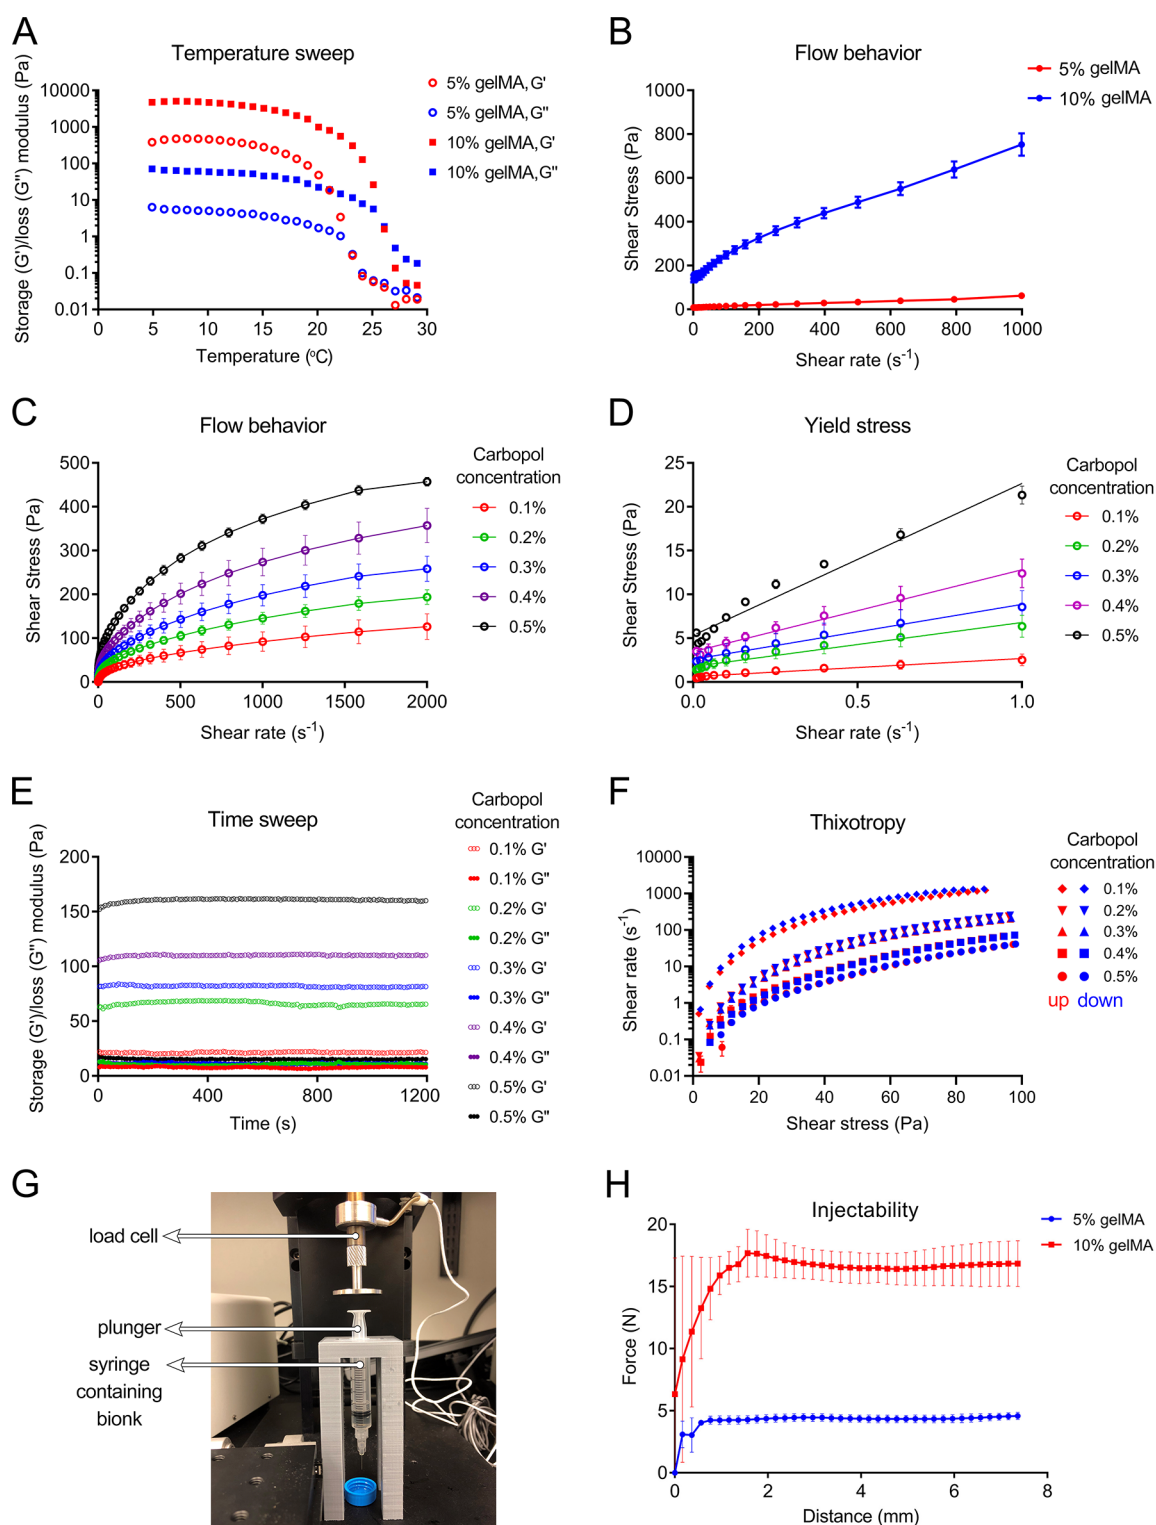 A
Temperature sweep
Storage (G')/loss (G") modulus (Pa)
10000
1000
100
10
1
0.1
0.01
0
5
10
15
20
25
30
Temperature (°C)
5% gelMA, G'
5% gelMA, G"
10% gelMA, G'
10% gelMA, G"
B
Flow behavior
Shear Stress (Pa)
1000
800
600
400
200
0
0
200
400
600
800
1000
Shear rate (s⁻¹)
5% gelMA
10% gelMA
C
Flow behavior
Shear Stress (Pa)
500
400
300
200
100
0
0
500
1000
1500
2000
Shear rate (s⁻¹)
Carbopol
concentration
0.1%
0.2%
0.3%
0.4%
0.5%
D
Yield stress
Shear Stress (Pa)
25
20
15
10
5
0
0.0
0.5
1.0
Shear rate (s⁻¹)
Carbopol
concentration
0.1%
0.2%
0.3%
0.4%
0.5%
E
Time sweep
Storage (G')/loss (G") modulus (Pa)
200
150
100
50
0
0
400
800
1200
Time (s)
Carbopol
concentration
0.1% G'
0.1% G"
0.2% G'
0.2% G"
0.3% G'
0.3% G"
0.4% G'
0.4% G"
0.5% G'
0.5% G"
F
Thixotropy
Shear rate (s⁻¹)
10000
1000
100
10
1
0.1
0.01
0
20
40
60
80
100
Shear stress (Pa)
Carbopol
concentration
0.1%
0.2%
0.3%
0.4%
0.5%
up down
G
load cell
plunger
syringe
containing
bionk
H
Injectability
Force (N)
20
15
10
5
0
0
2
4
6
8
Distance (mm)
5% gelMA
10% gelMA